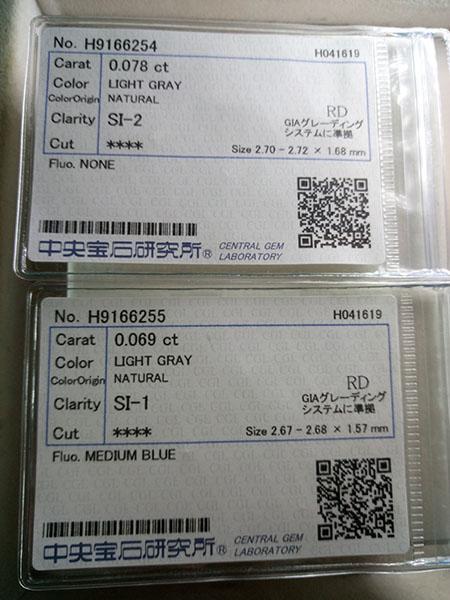 No. H9166254
H041619
Carat 0.078 ct
Color LIGHT GRAY
ColorOrigin NATURAL
Clarity SI-2
RD
GIAグレーディング
システムに準拠
Cut ****
Size 2.70 - 2.72 × 1.68 mm
Fluo. NONE
中央宝石研究所® CENTRAL GEM
LABORATORY
No. H9166255
H041619
Carat 0.069 ct
Color LIGHT GRAY
ColorOrigin NATURAL
Clarity SI-1
RD
GIAグレーディング
システムに準拠
Cut ****
Size 2.67 - 2.68 × 1.57 mm
Fluo. MEDIUM BLUE
中央宝石研究所® CENTRAL GEM
LABORATORY